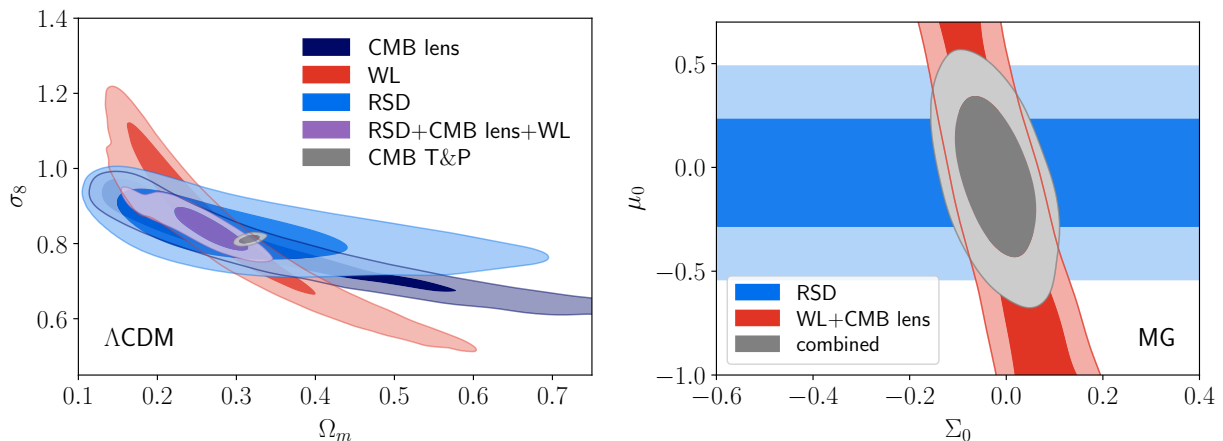 1.4
1.2
1.0
0.8
0.6
σ8
CMB lens
WL
RSD
RSD+CMB lens+WL
CMB T&P
ΛCDM
0.1 0.2 0.3 0.4 0.5 0.6 0.7
Ωm
0.5
0.0
−0.5
−1.0
μ0
RSD
WL+CMB lens
combined
MG
−0.6 −0.4 −0.2 0.0 0.2 0.4
Σ0